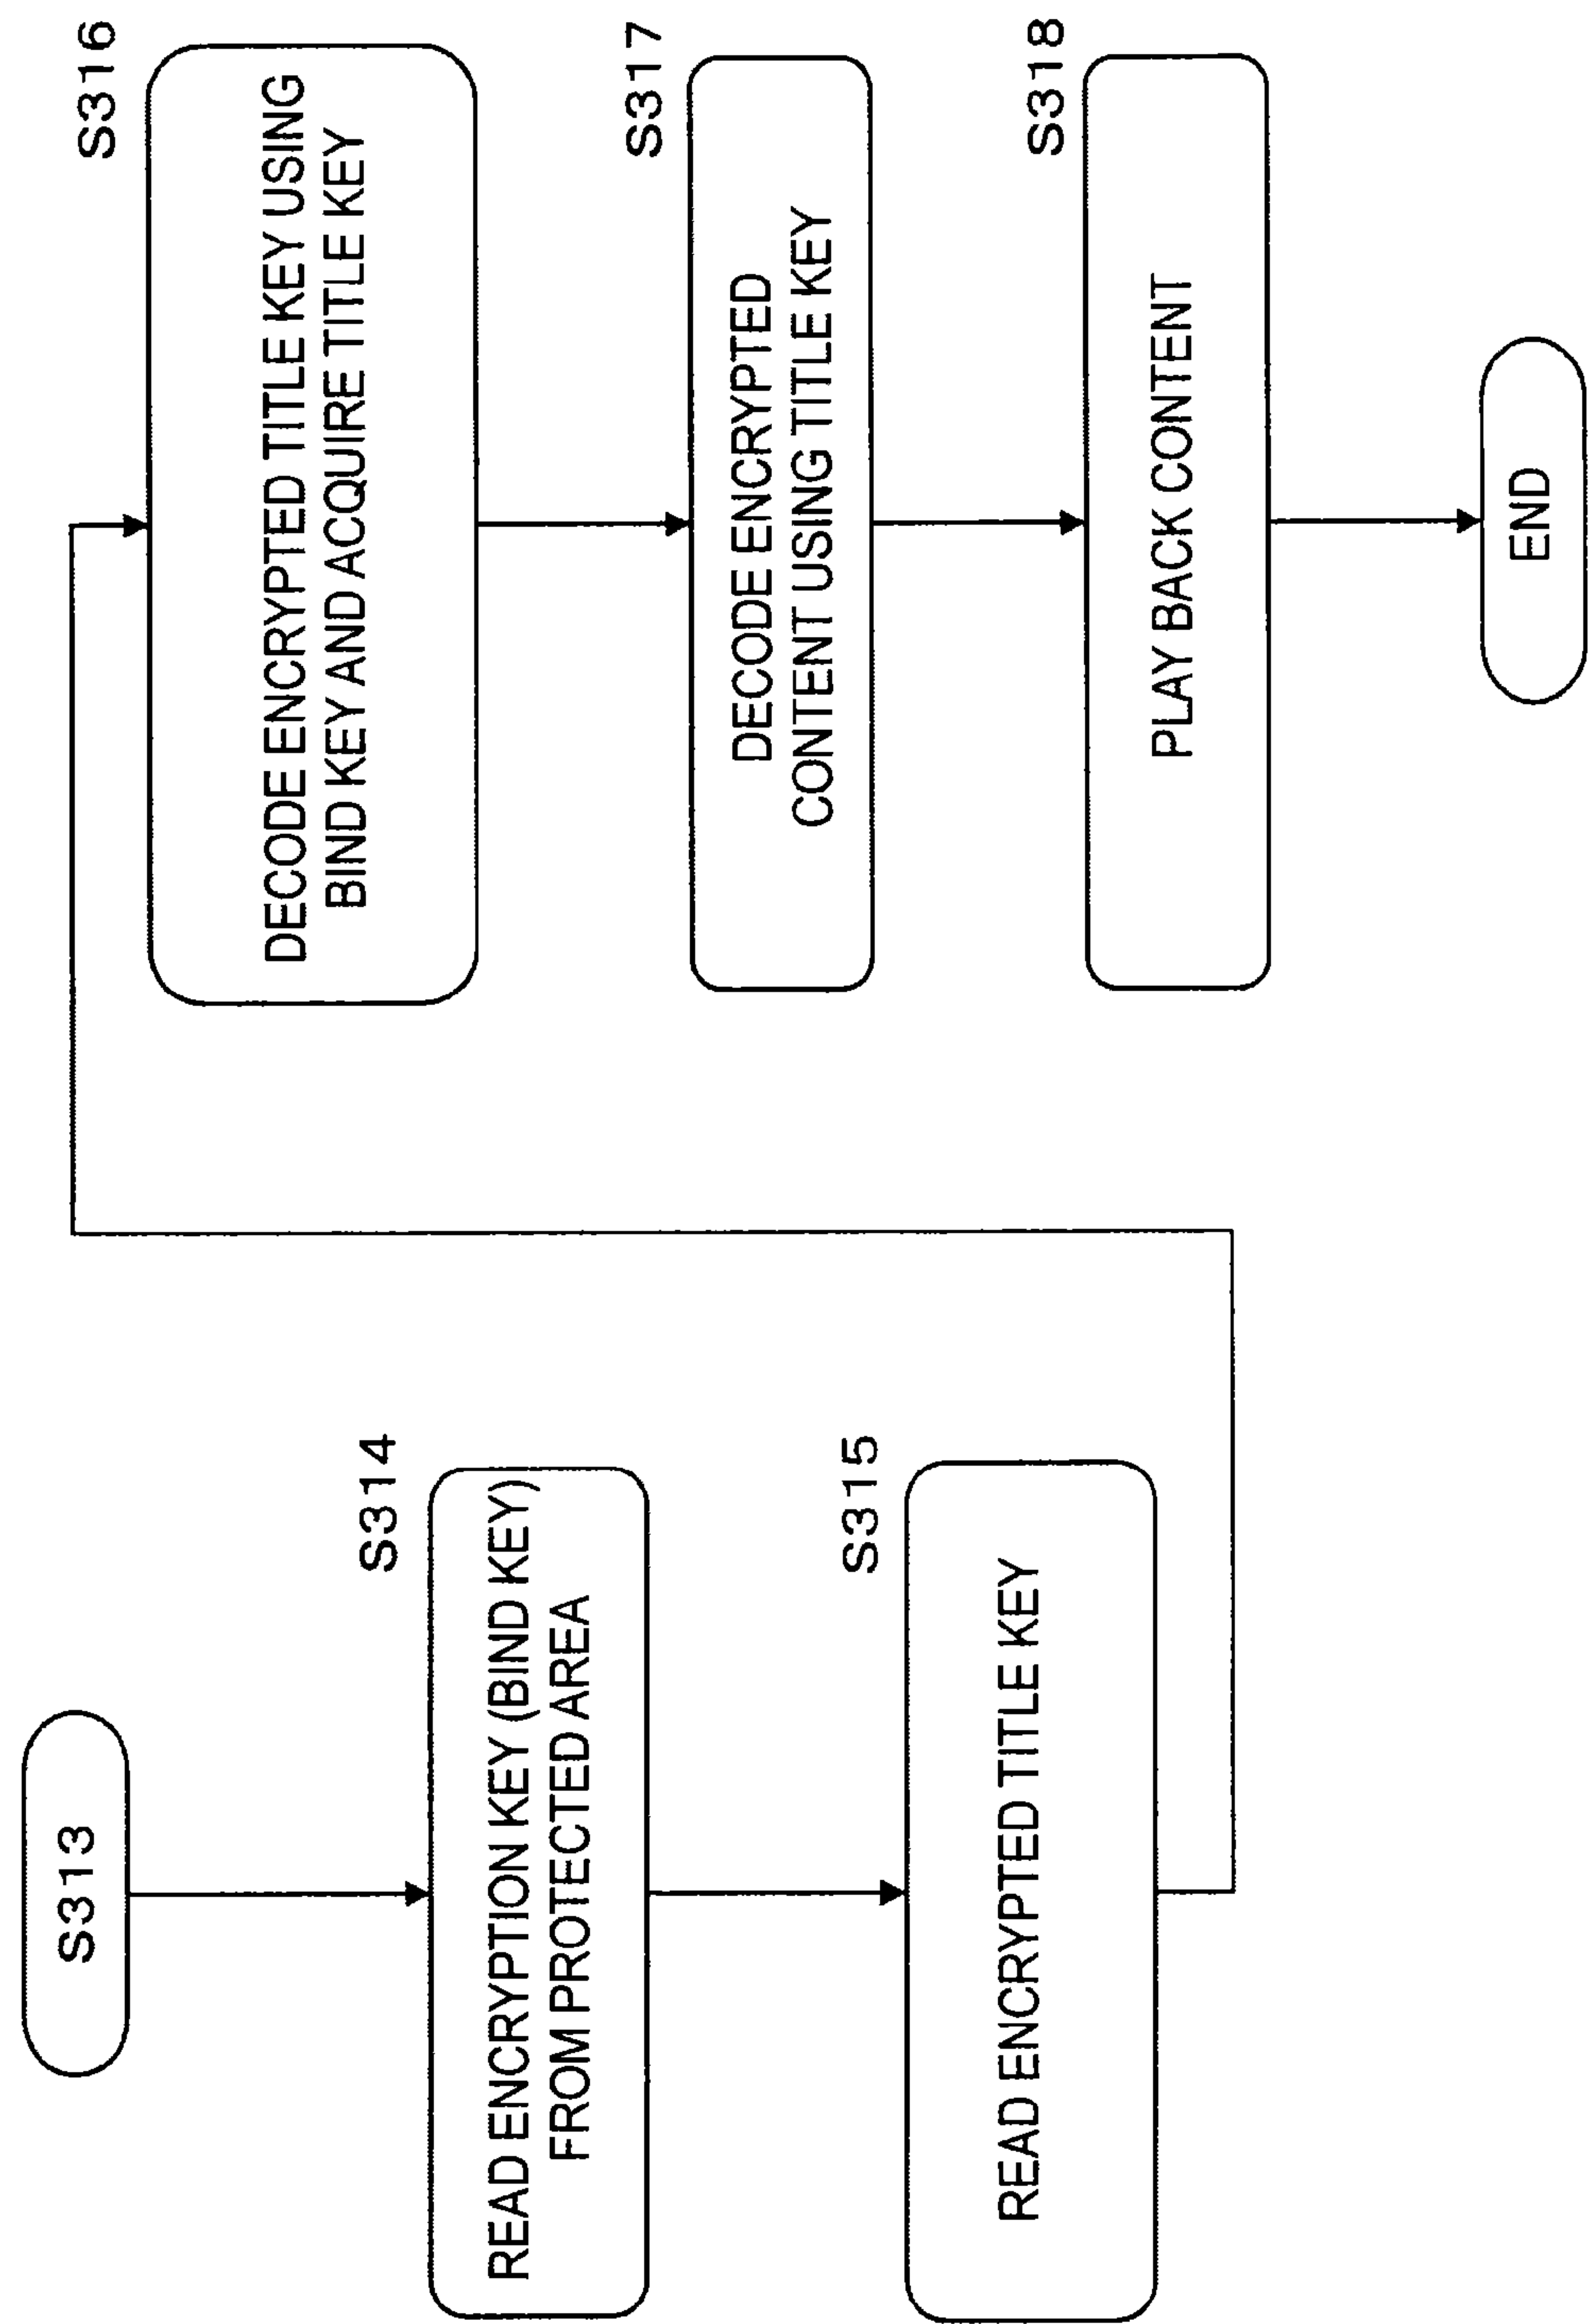 S313
S314
READ ENCRYPTION KEY (BIND KEY)
FROM PROTECTED AREA
S315
READ ENCRYPTED TITLE KEY
S316
DECODE ENCRYPTED TITLE KEY USING
BIND KEY AND ACQUIRE TITLE KEY
S317
DECODE ENCRYPTED
CONTENT USING TITLE KEY
S318
PLAY BACK CONTENT
END